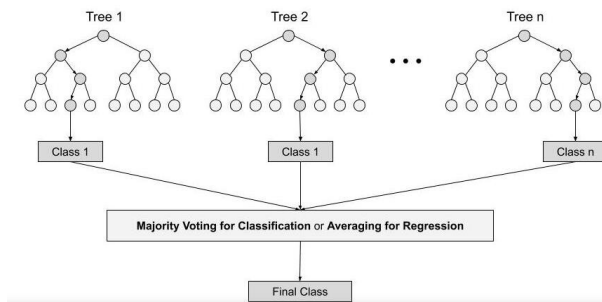 Tree 1
Tree 2
Tree n
Class 1
Class 1
Class n
Majority Voting for Classification or Averaging for Regression
Final Class